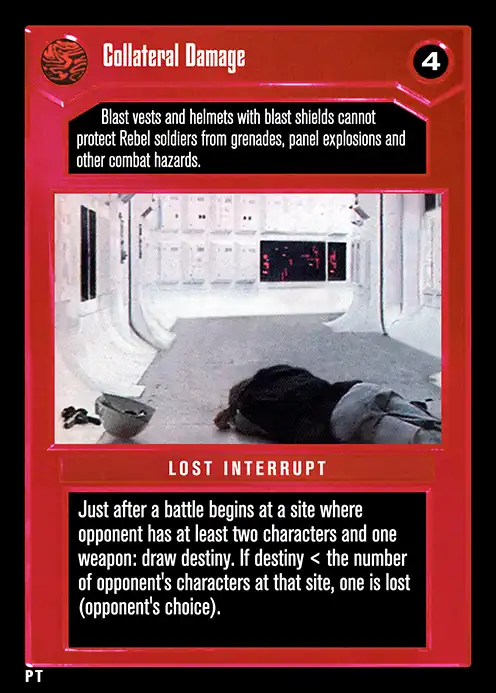 Collateral Damage
4
Blast vests and helmets with blast shields cannot
protect Rebel soldiers from grenades, panel explosions and
other combat hazards.
LOST INTERRUPT
Just after a battle begins at a site where
opponent has at least two characters and one
weapon: draw destiny. If destiny < the number
of opponent's characters at that site, one is lost
(opponent's choice).
PT